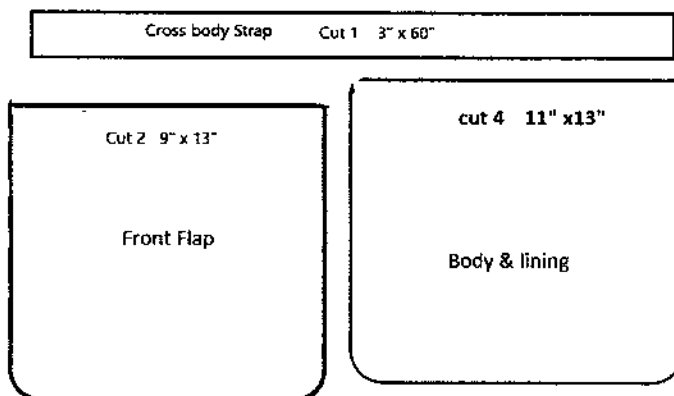 Cross body Strap Cut 1 3" x 60"
cut 4 11" x13"
Cut 2 9" x 13"
Front Flap
Body & lining